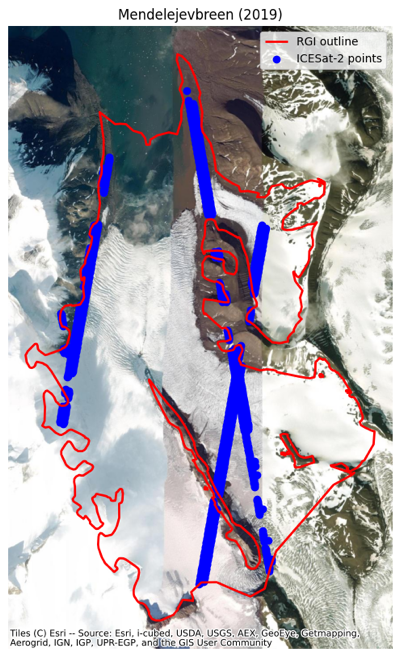 Mendelejevbreen (2019)
RGI outline
ICESat-2 points
Tiles (C) Esri -- Source: Esri, i-cubed, USDA, USGS, AEX, GeoEye, Getmapping,
Aerogrid, IGN, IGP, UPR-EGP, and the GIS User Community